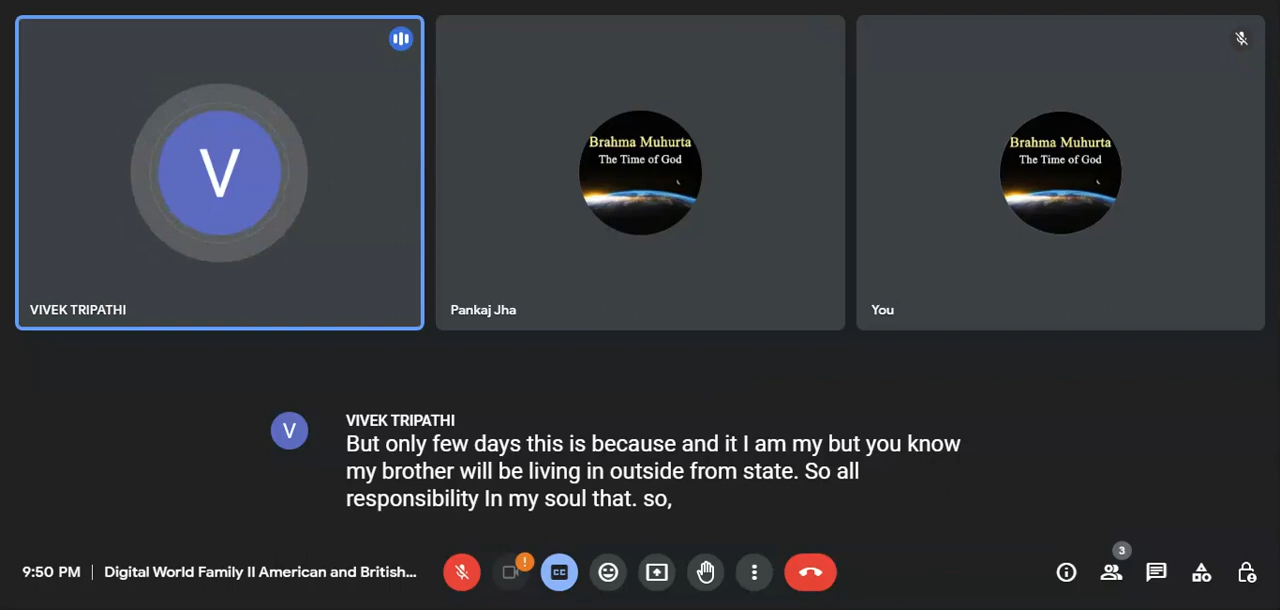 V
VIVEK TRIPATHI
Brahma Muhurta
The Time of God
Pankaj Jha
Brahma Muhurta
The Time of God
You
V
VIVEK TRIPATHI
But only few days this is because and it I am my but you know
my brother will be living in outside from state. So all
responsibility In my soul that. so,
9:50 PM | Digital World Family II American and British...
!
CC
3